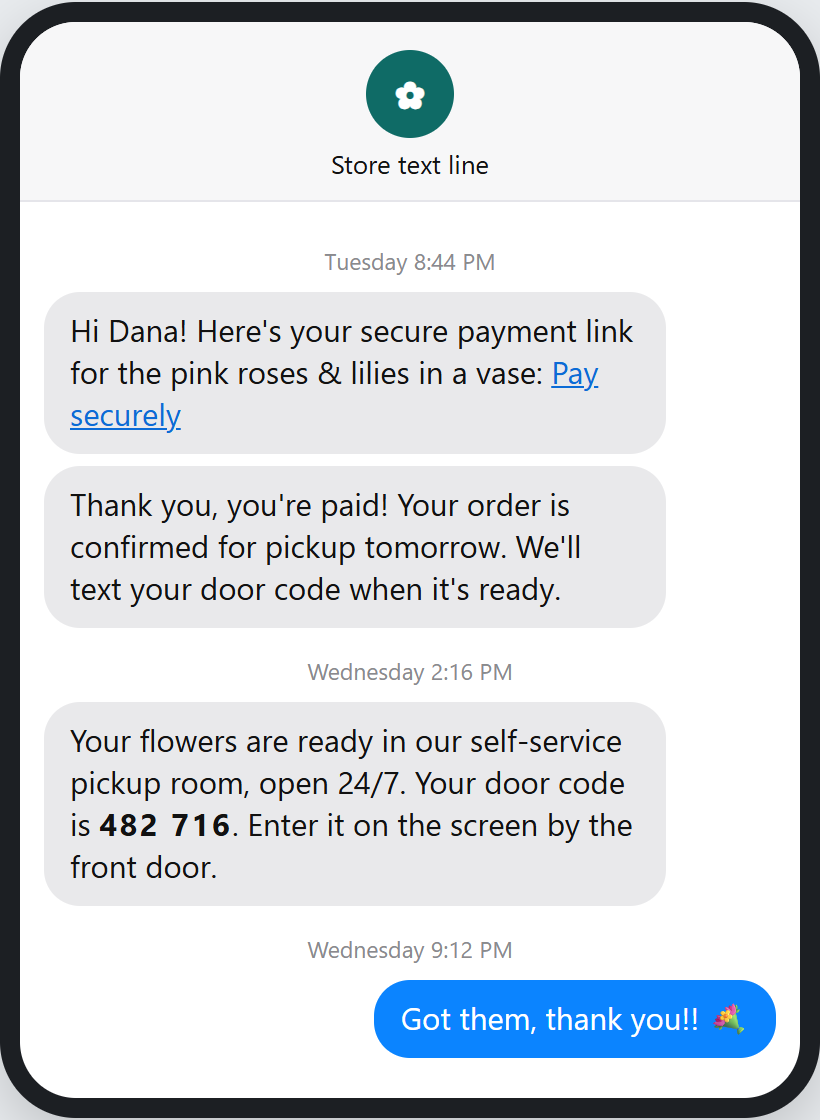 Store text line
Tuesday 8:44 PM
Hi Dana! Here's your secure payment link
for the pink roses & lilies in a vase: Pay
securely
Thank you, you're paid! Your order is
confirmed for pickup tomorrow. We'll
text your door code when it's ready.
Wednesday 2:16 PM
Your flowers are ready in our self-service
pickup room, open 24/7. Your door code
is 482 716. Enter it on the screen by the
front door.
Wednesday 9:12 PM
Got them, thank you!! 💐